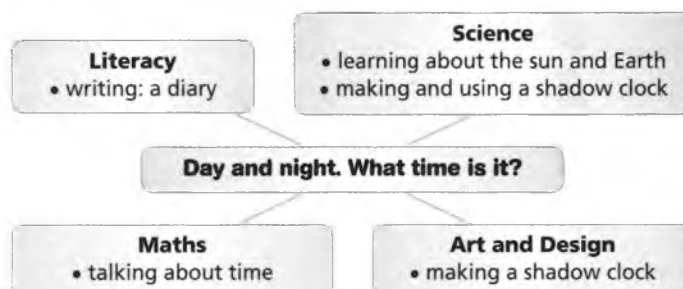 Literacy
• writing: a diary
Science
• learning about the sun and Earth
• making and using a shadow clock
Day and night. What time is it?
Maths
• talking about time
Art and Design
• making a shadow clock